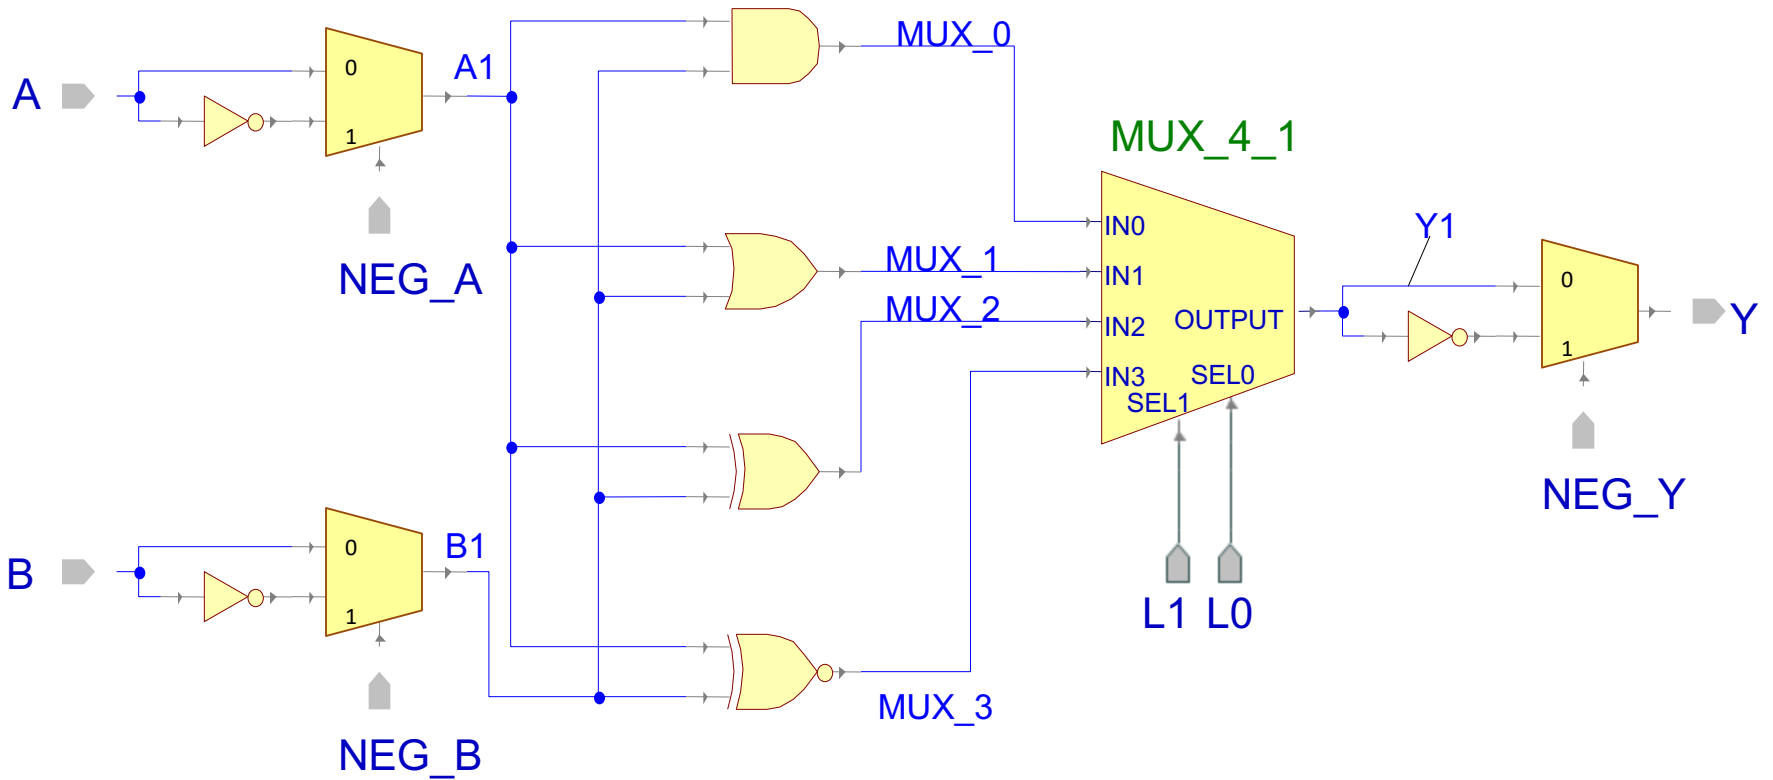 MUX_0
A1
0
A
1
MUX_4_1
NEG_A
IN0
Y1
MUX_1
IN1
0
MUX_2
IN2
OUTPUT
Y
IN3
SEL0
1
SEL1
NEG_Y
B1
0
B
1
L1 L0
MUX_3
NEG_B